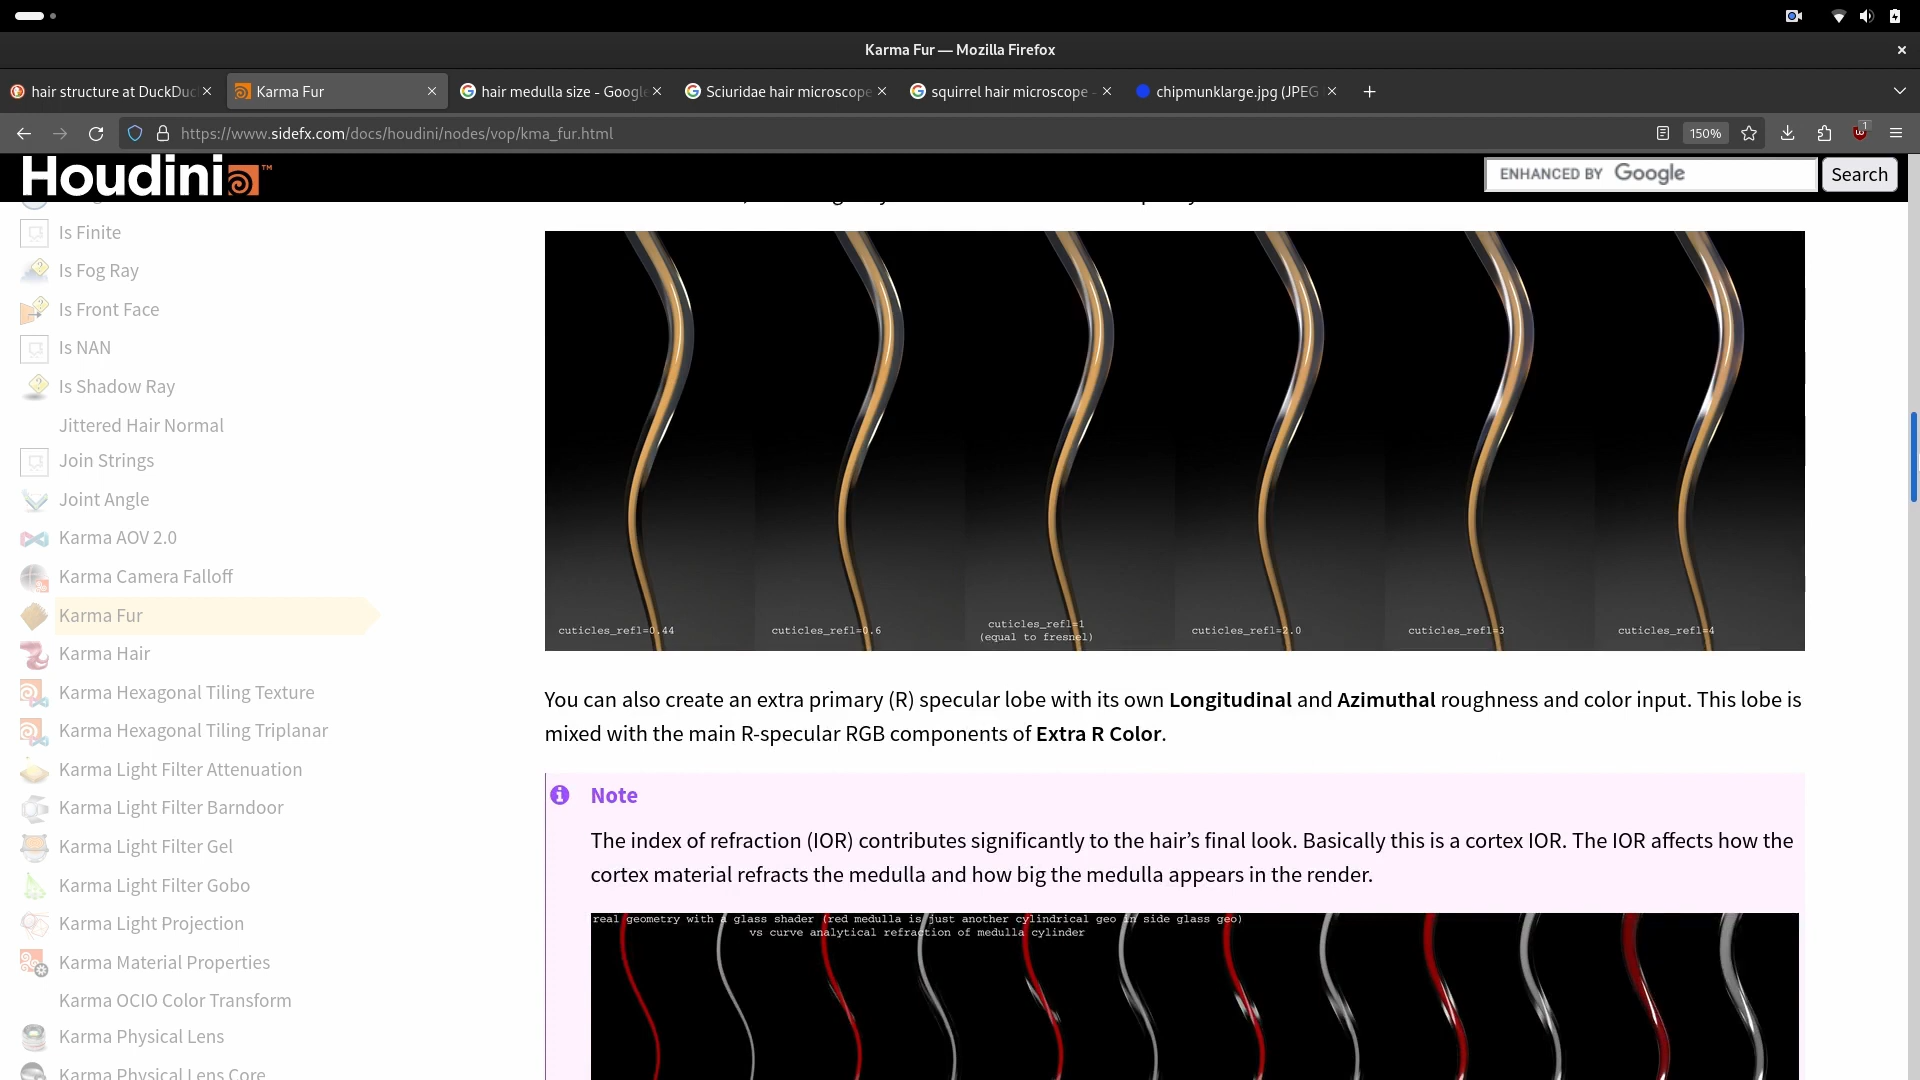 Karma Fur — Mozilla Firefox
hair structure at DuckDuc
Karma Fur
hair medulla size - Google
Sciuridae hair microscope
squirrel hair microscope -
chipmunklarge.jpg (JPEG
https://www.sidefx.com/docs/houdini/nodes/vop/kma_fur.html
150%
1
Houdini™
ENHANCED BY Google
Search
Is Finite
Is Fog Ray
Is Front Face
Is NAN
Is Shadow Ray
Jittered Hair Normal
Join Strings
Joint Angle
Karma AOV 2.0
Karma Camera Falloff
Karma Fur
Karma Hair
Karma Hexagonal Tiling Texture
Karma Hexagonal Tiling Triplanar
Karma Light Filter Attenuation
Karma Light Filter Barndoor
Karma Light Filter Gel
Karma Light Filter Gobo
Karma Light Projection
Karma Material Properties
Karma OCIO Color Transform
Karma Physical Lens
Karma Physical Lens Core
cuticles_refl=0.44
cuticles_refl=0.6
cuticles_refl=1
(equal to fresnel)
cuticles_refl=2.0
cuticles_refl=3
cuticles_refl=4
You can also create an extra primary (R) specular lobe with its own Longitudinal and Azimuthal roughness and color input. This lobe is
mixed with the main R-specular RGB components of Extra R Color.
Note
The index of refraction (IOR) contributes significantly to the hair’s final look. Basically this is a cortex IOR. The IOR affects how the
cortex material refracts the medulla and how big the medulla appears in the render.
real geometry with a glass shader (red medulla is just another cylindrical geo in side glass geo)
vs curve analytical refraction of medulla cylinder